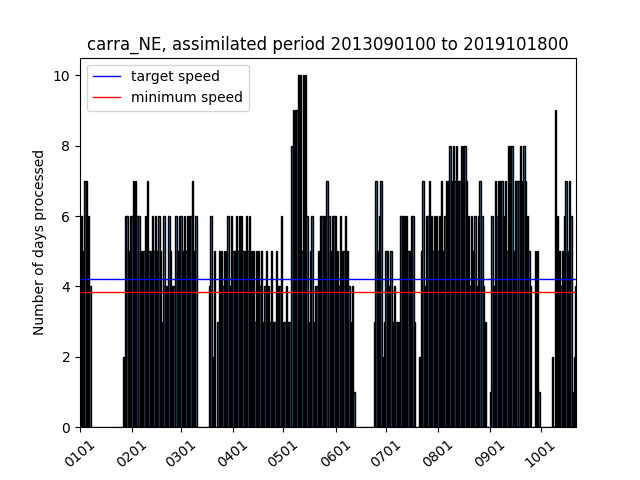 carra_NE, assimilated period 2013090100 to 2019101800
target speed
minimum speed
Number of days processed
10
8
6
4
2
0
0101 0201 0301 0401 0501 0601 0701 0801 0901 1001